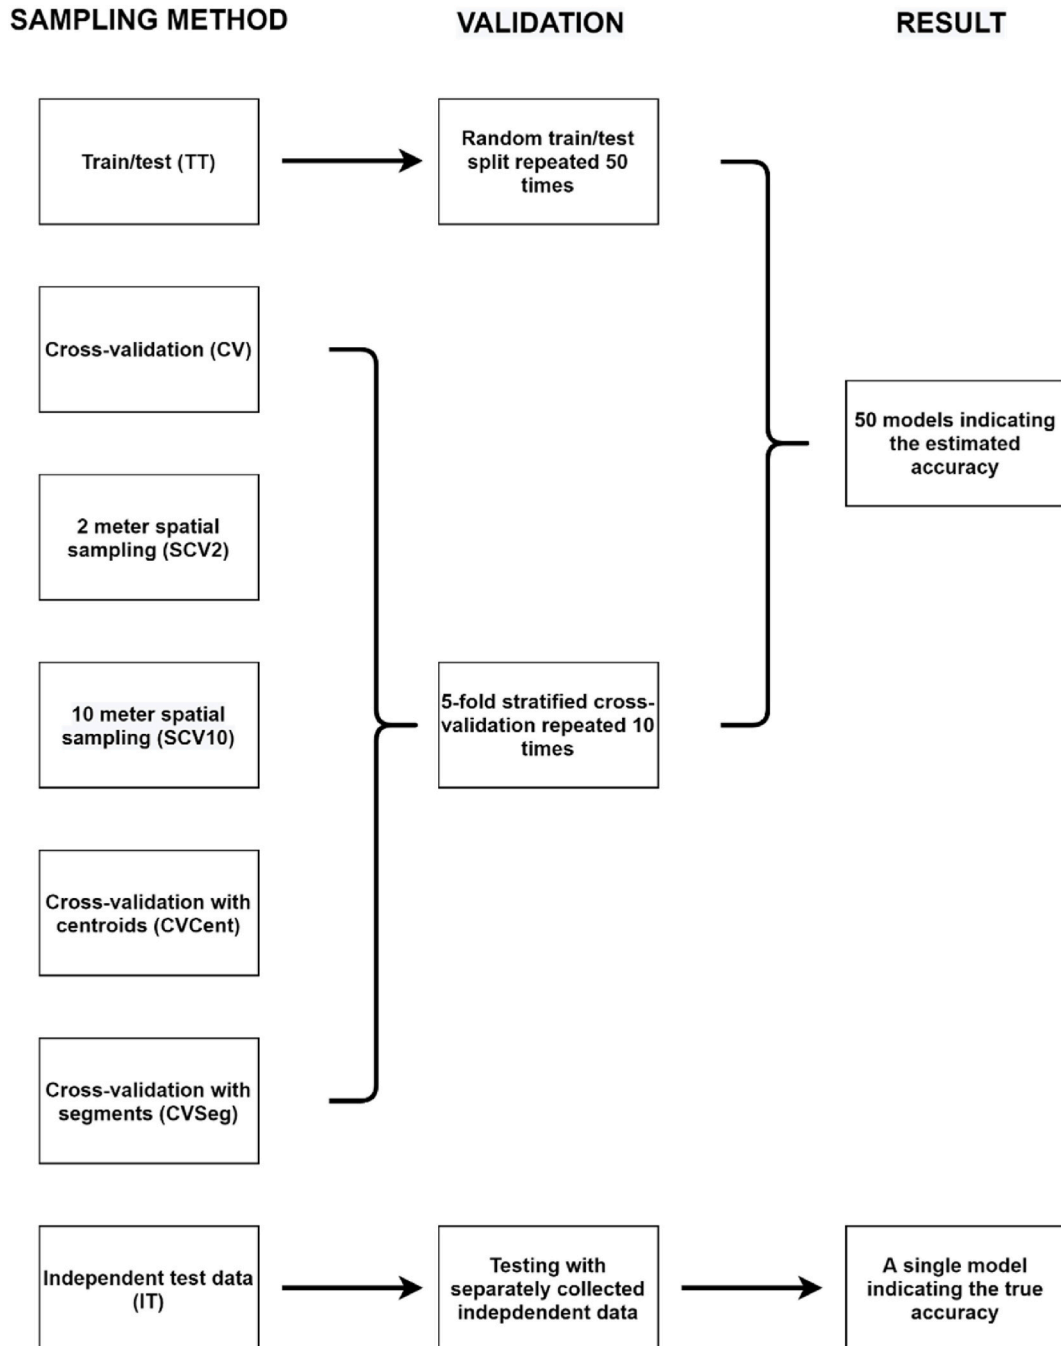 SAMPLING METHOD
VALIDATION
RESULT
Train/test (TT)
Random train/test
split repeated 50
times
Cross-validation (CV)
50 models indicating
the estimated
accuracy
2 meter spatial
sampling (SCV2)
10 meter spatial
sampling (SCV10)
5-fold stratified cross-
validation repeated 10
times
Cross-validation with
centroids (CVCent)
Cross-validation with
segments (CVSeg)
Independent test data
(IT)
Testing with
separately collected
indepdendent data
A single model
indicating the true
accuracy